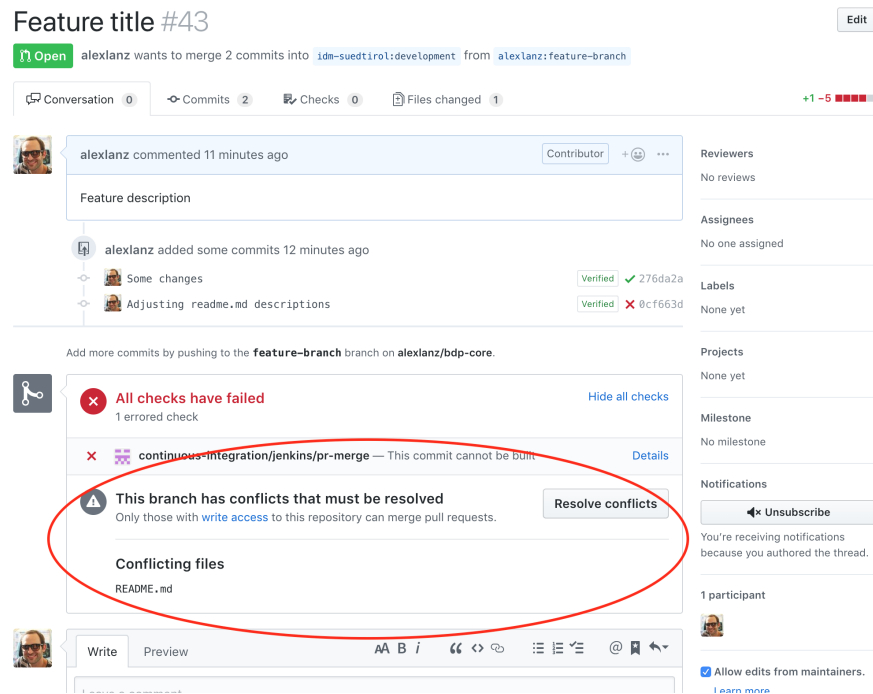 Feature title #43
Edit
Open alexlanz wants to merge 2 commits into idm-suedtirol:development from alexlanz:feature-branch
Conversation 0 Commits 2 Checks 0 Files changed 1 +1 −5
alexlanz commented 11 minutes ago Contributor
Feature description
alexlanz added some commits 12 minutes ago
Some changes Verified 276da2a
Adjusting readme.md descriptions Verified 0cf663d
Add more commits by pushing to the feature-branch branch on alexlanz/bdp-core.
All checks have failed Hide all checks
1 errored check
continuous-integration/jenkins/pr-merge — This commit cannot be built Details
This branch has conflicts that must be resolved
Only those with write access to this repository can merge pull requests.
Resolve conflicts
Conflicting files
README.md
Write Preview AA B i “ <> @
Leave a comment
Reviewers
No reviews
Assignees
No one assigned
Labels
None yet
Projects
None yet
Milestone
No milestone
Notifications
Unsubscribe
You're receiving notifications
because you authored the thread.
1 participant
Allow edits from maintainers.
Learn more